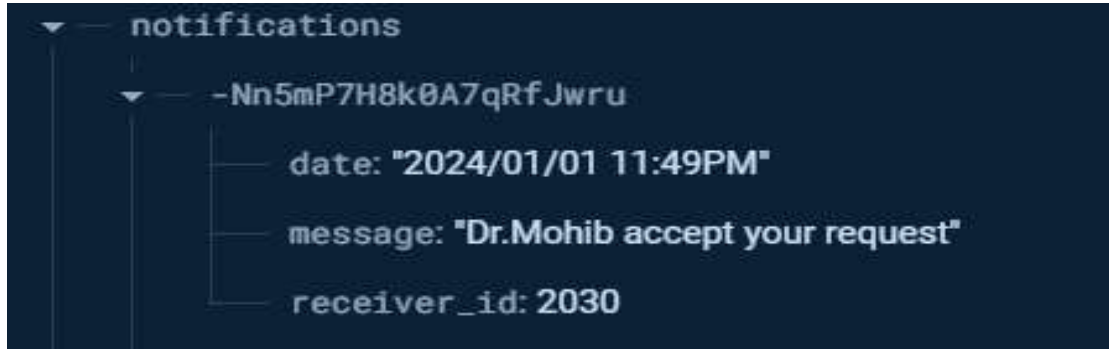 notifications
-Nn5mP7H8k0A7qRfJwru
date: "2024/01/01 11:49PM"
message: "Dr.Mohib accept your request"
receiver_id: 2030